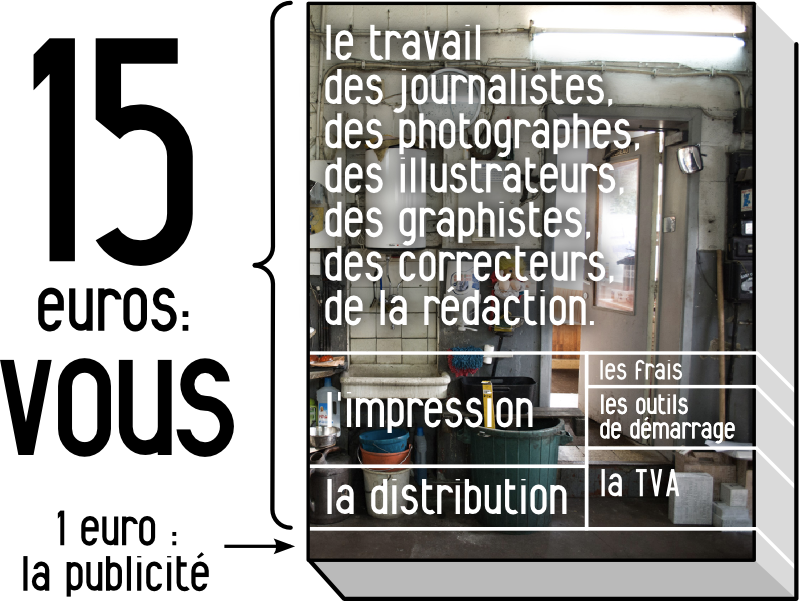 15
euros:
vous
1 euro :
la publicité
le travail
des journalistes,
des photographes,
des illustrateurs,
des graphistes,
des correcteurs,
de la rédaction.
l'impression
la distribution
les frais
les outils
de démarrage
la TVA